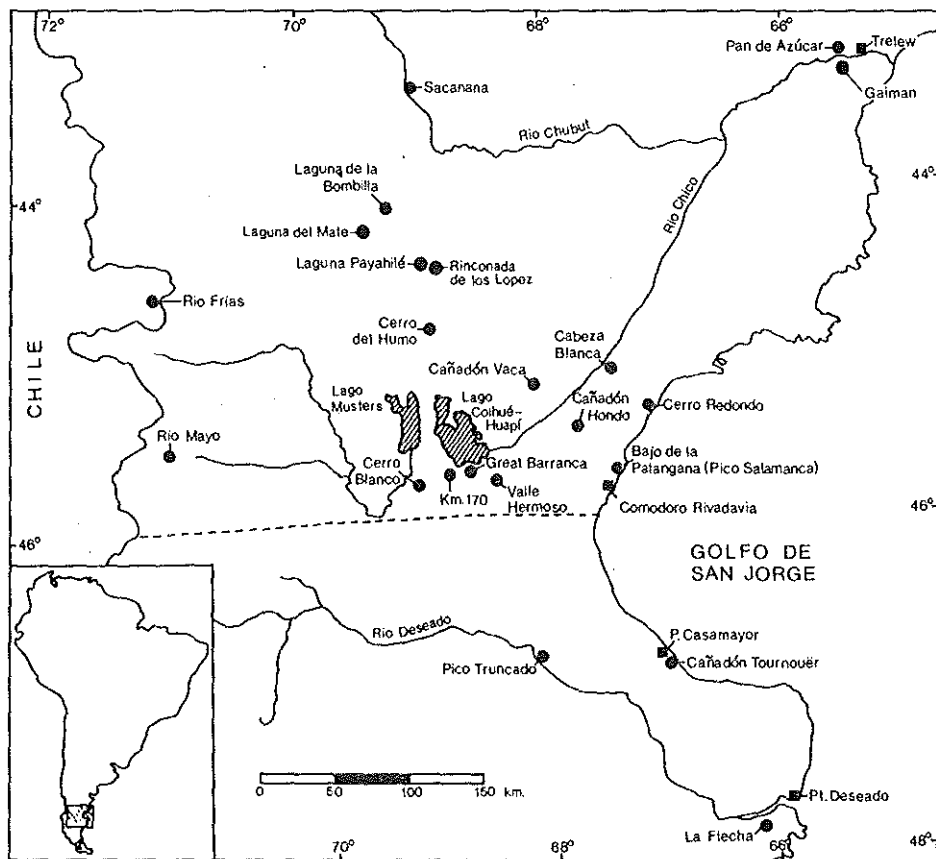 72°
70°
68°
66°
Pan de Azúcar
Trelew
Gaiman
Sacanana
Rio Chubut
Laguna de la
Bombilla
44°
44°
Rio Chico
Laguna del Mate
Laguna Payahilé
Rinconada
de los Lopez
Rio Frías
Cerro
del Humo
Cabeza
Blanca
CHILE
Cañadón Vaca
Lago
Musters
Lago
Coihué-
Huapí
Cañadón
Hondo
Cerro Redondo
Río Mayo
Bajo de la
Patangana (Pico Salamanca)
Cerro
Blanco
Great Barranca
Km. 170
Valle
Hermoso
Comodoro Rivadavia
46°
46°
GOLFO DE
SAN JORGE
Rio Deseado
P. Casamayor
Pico Truncado
Cañadón Tournouër
0 50 100 150 km.
Pt. Deseado
La Flecha
70°
68°
66°
48°